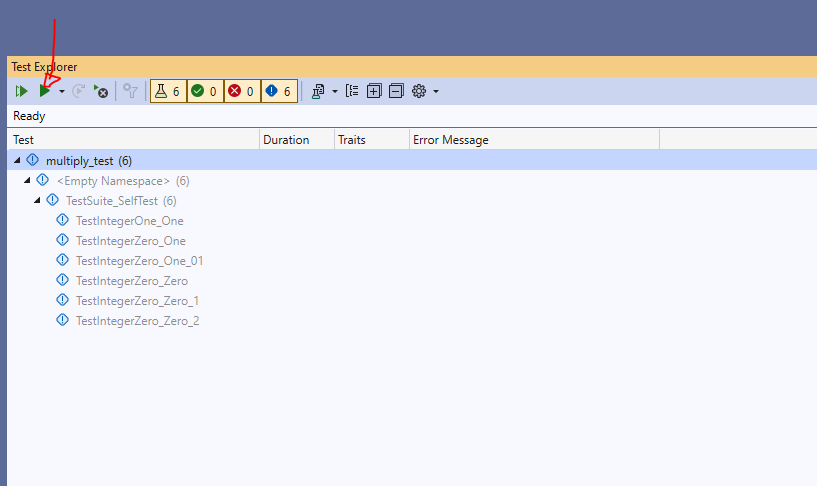 Test Explorer
6 0 0 6
Ready
Test Duration Traits Error Message
multiply_test (6)
<Empty Namespace> (6)
TestSuite_SelfTest (6)
TestIntegerOne_One
TestIntegerZero_One
TestIntegerZero_One_01
TestIntegerZero_Zero
TestIntegerZero_Zero_1
TestIntegerZero_Zero_2